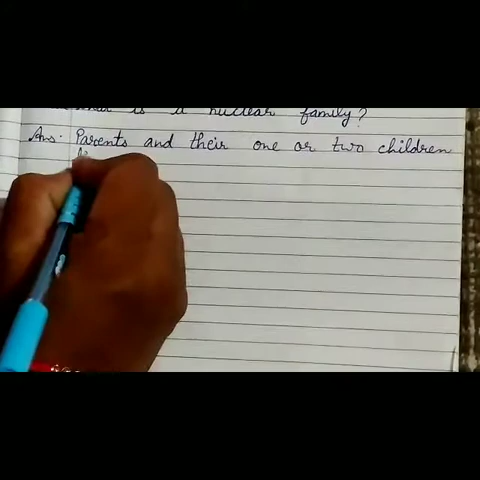 is a nuclear family?
Ans. Parents and their one or two children